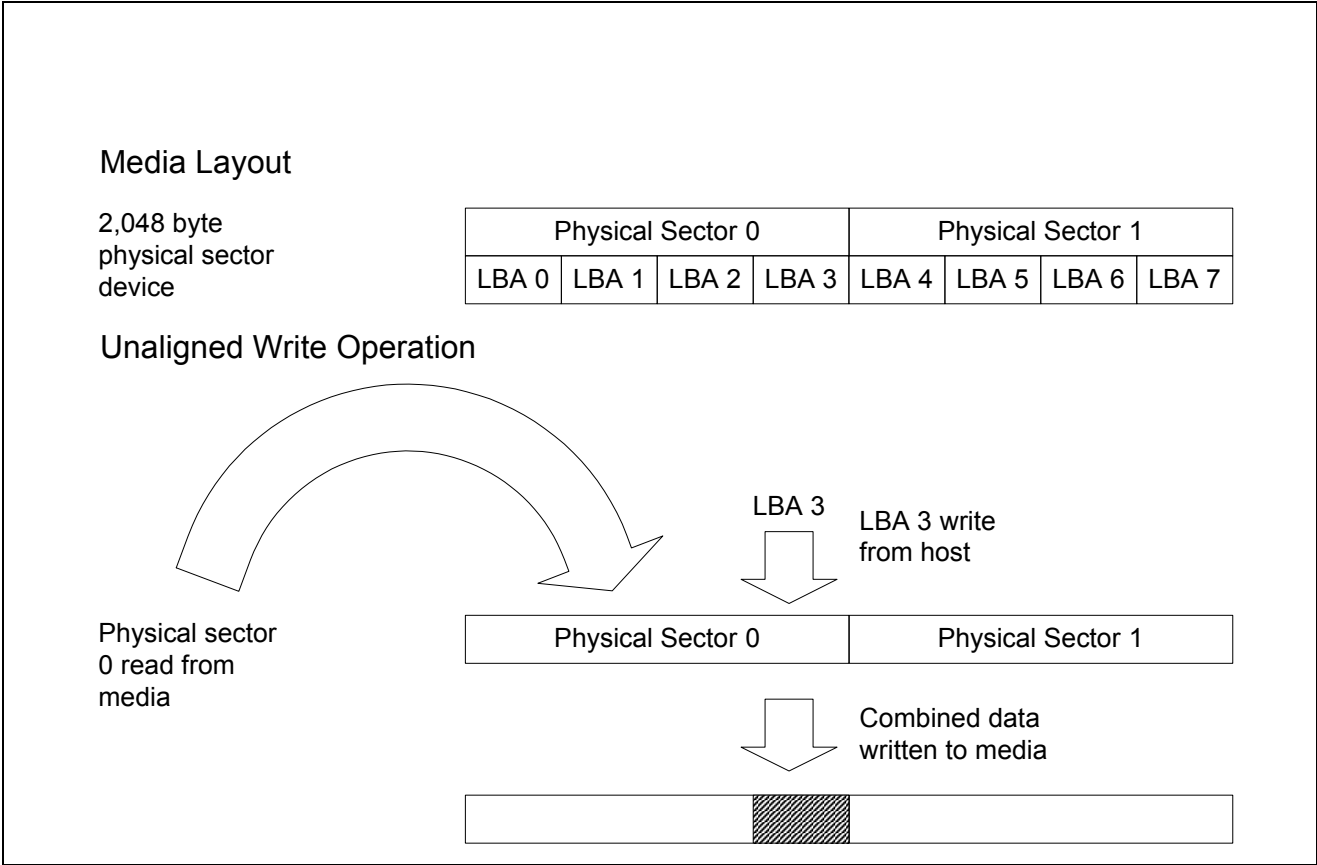 Media Layout
2,048 byte
physical sector
device
Physical Sector 0
Physical Sector 1
LBA 0
LBA 1
LBA 2
LBA 3
LBA 4
LBA 5
LBA 6
LBA 7
Unaligned Write Operation
LBA 3
LBA 3 write
from host
Physical sector
0 read from
media
Physical Sector 0
Physical Sector 1
Combined data
written to media